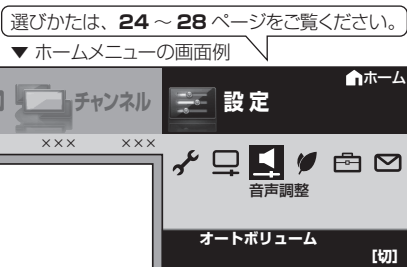 選びかたは、24～28ページをご覧ください。
▼ ホームメニューの画面例
ホーム
チャンネル
設定
××× ×××
音声調整
オートボリューム
[切]